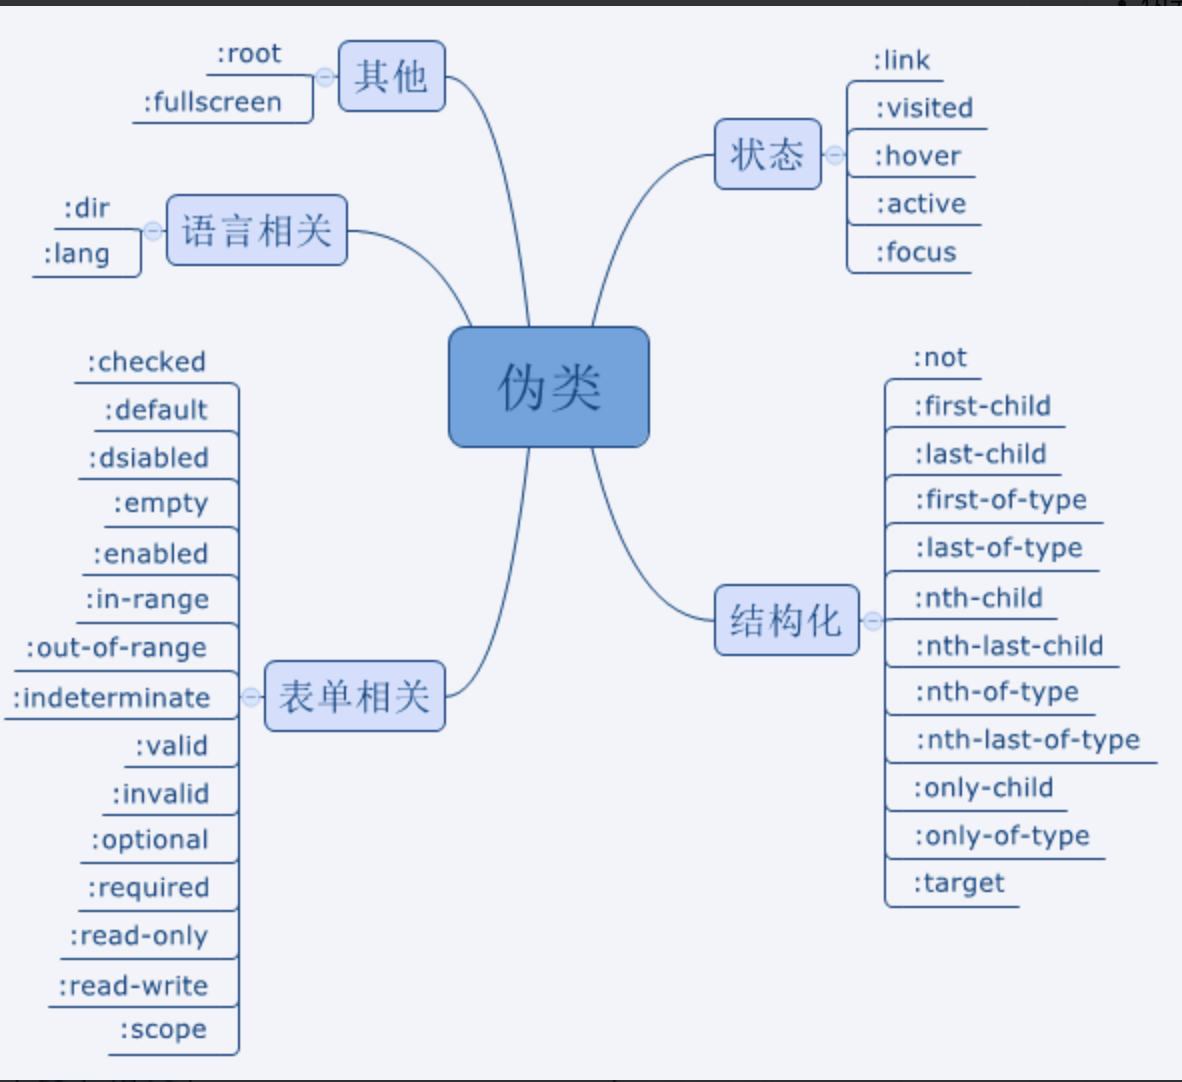 伪类
状态
:link
:visited
:hover
:active
:focus
结构化
:not
:first-child
:last-child
:first-of-type
:last-of-type
:nth-child
:nth-last-child
:nth-of-type
:nth-last-of-type
:only-child
:only-of-type
:target
其他
:root
:fullscreen
语言相关
:dir
:lang
表单相关
:checked
:default
:dsiabled
:empty
:enabled
:in-range
:out-of-range
:indeterminate
:valid
:invalid
:optional
:required
:read-only
:read-write
:scope